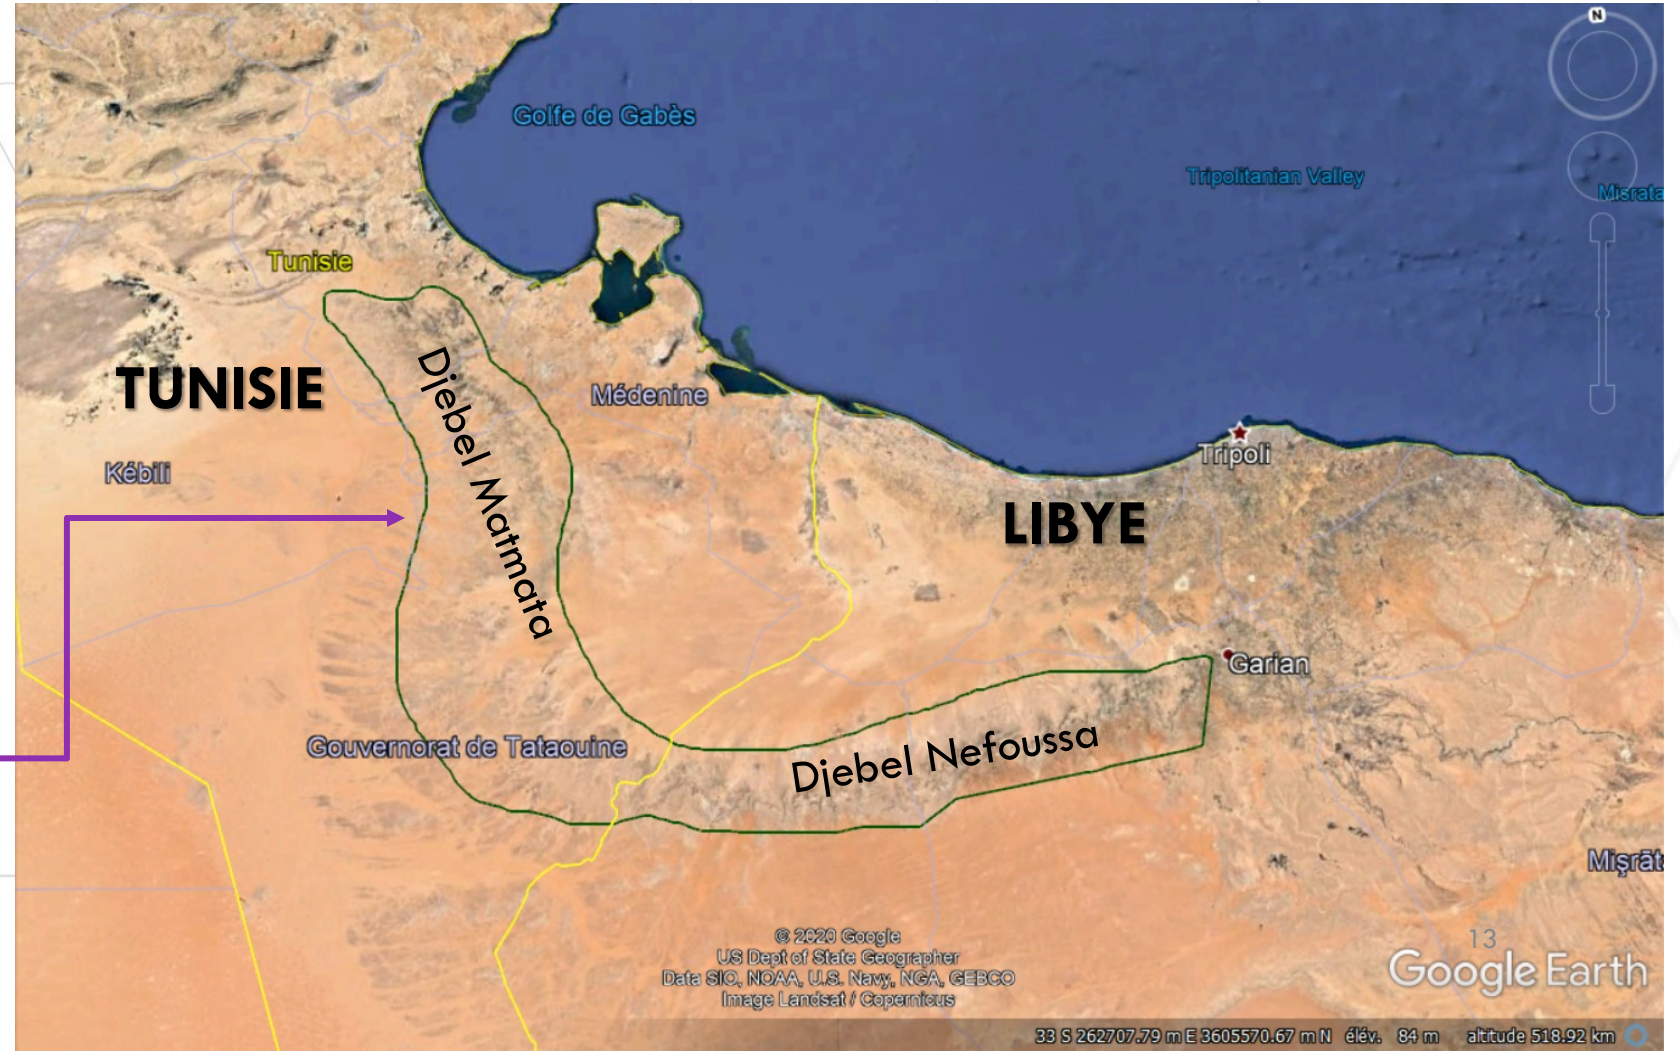 N
Golfe de Gabès
Tripolitanian Valley
Misrata
Tunisie
TUNISIE
Djebel Matmata
Médenine
Kébili
Tripoli
LIBYE
Garian
Gouvernorat de Tataouine
Djebel Nefoussa
Mişrāt
© 2020 Google
US Dept of State Geographer
Data SIO, NOAA, U.S. Navy, NGA, GEBCO
Image Landsat / Copernicus
13
Google Earth
33 S 262707.79 m E 3605570.67 m N élév. 84 m altitude 518.92 km